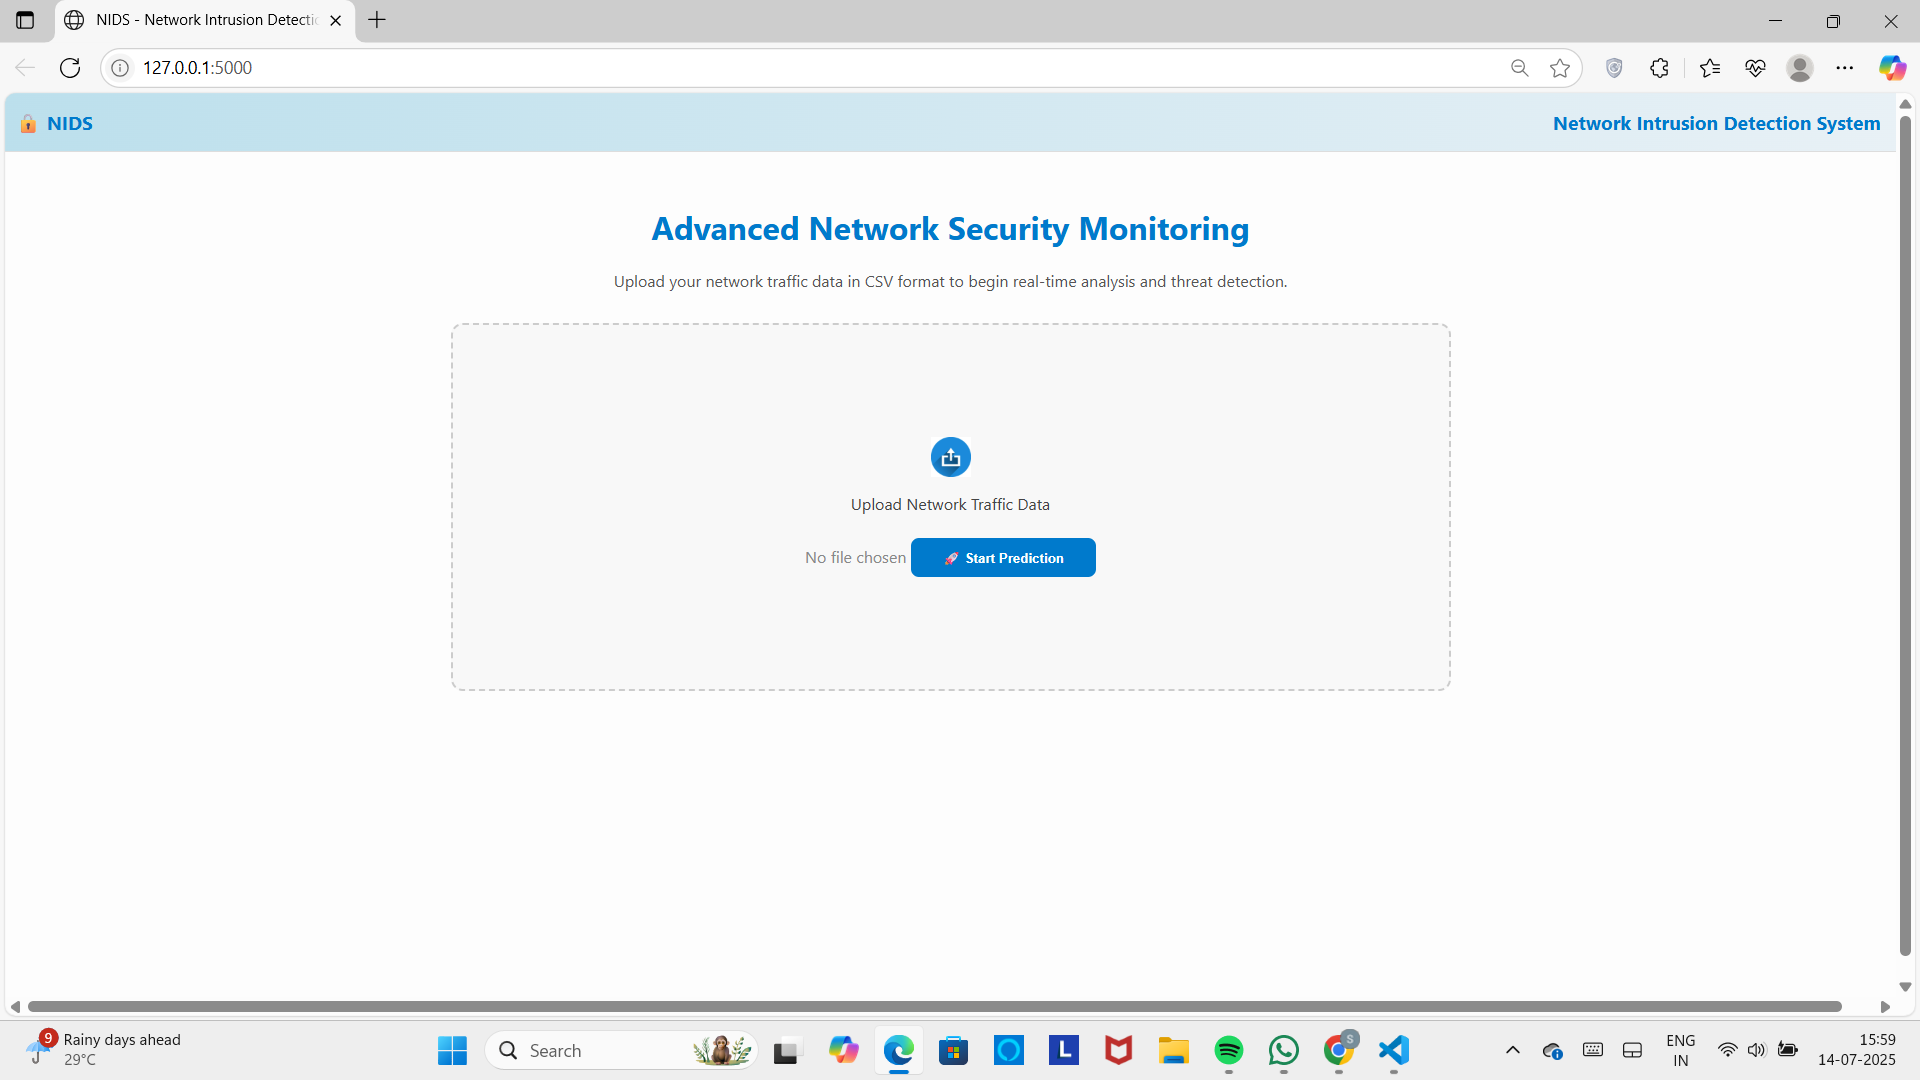 NIDS - Network Intrusion Detectic
127.0.0.1:5000
NIDS
Network Intrusion Detection System
Advanced Network Security Monitoring
Upload your network traffic data in CSV format to begin real-time analysis and threat detection.
Upload Network Traffic Data
No file chosen
🚀 Start Prediction
9
Rainy days ahead
29°C
Search
L
S
ENG
IN
15:59
14-07-2025